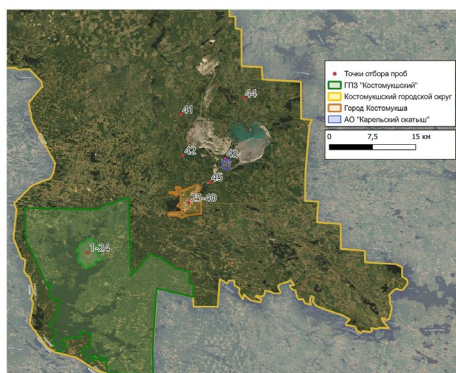 Точки отбора проб
ГПЗ "Костомукшский"
Костомукшский городской округ
Город Костомукша
АО "Карельский окатыш"
0 7,5 15 км
44
41
42
43
45
25-40
1-24